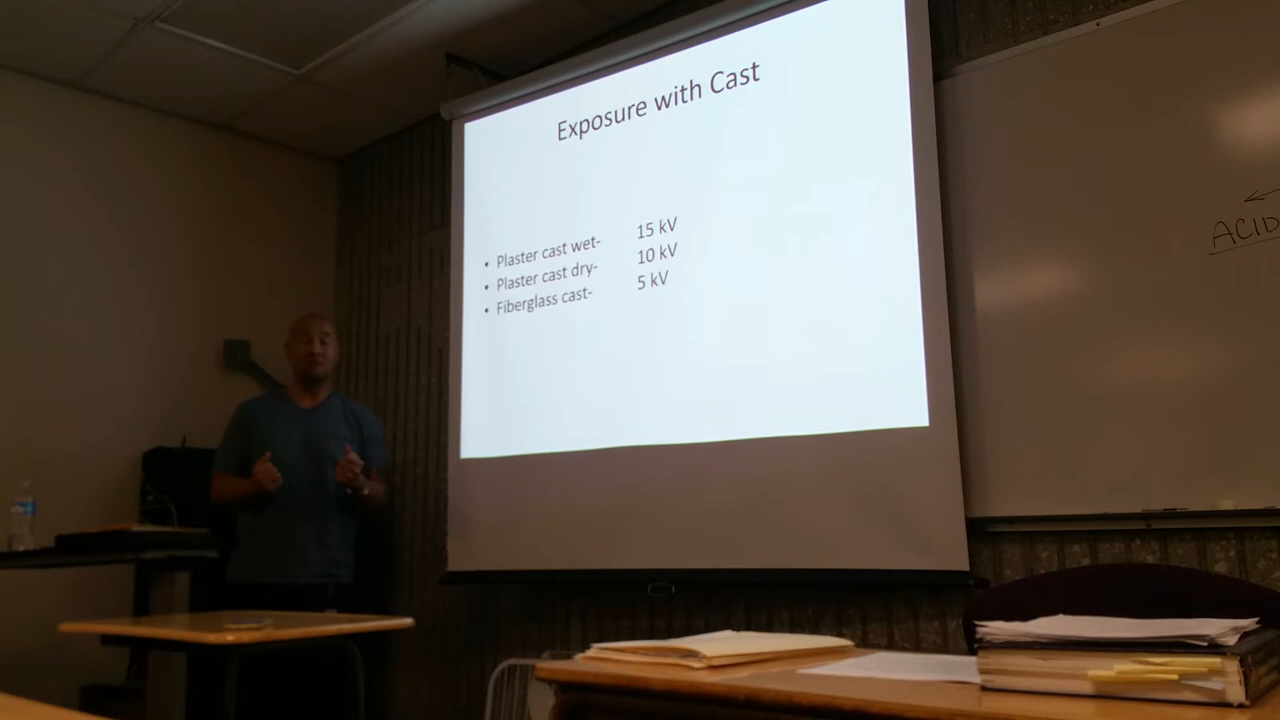 Exposure with Cast
• Plaster cast wet- 15 kV
• Plaster cast dry- 10 kV
• Fiberglass cast- 5 kV
ACID